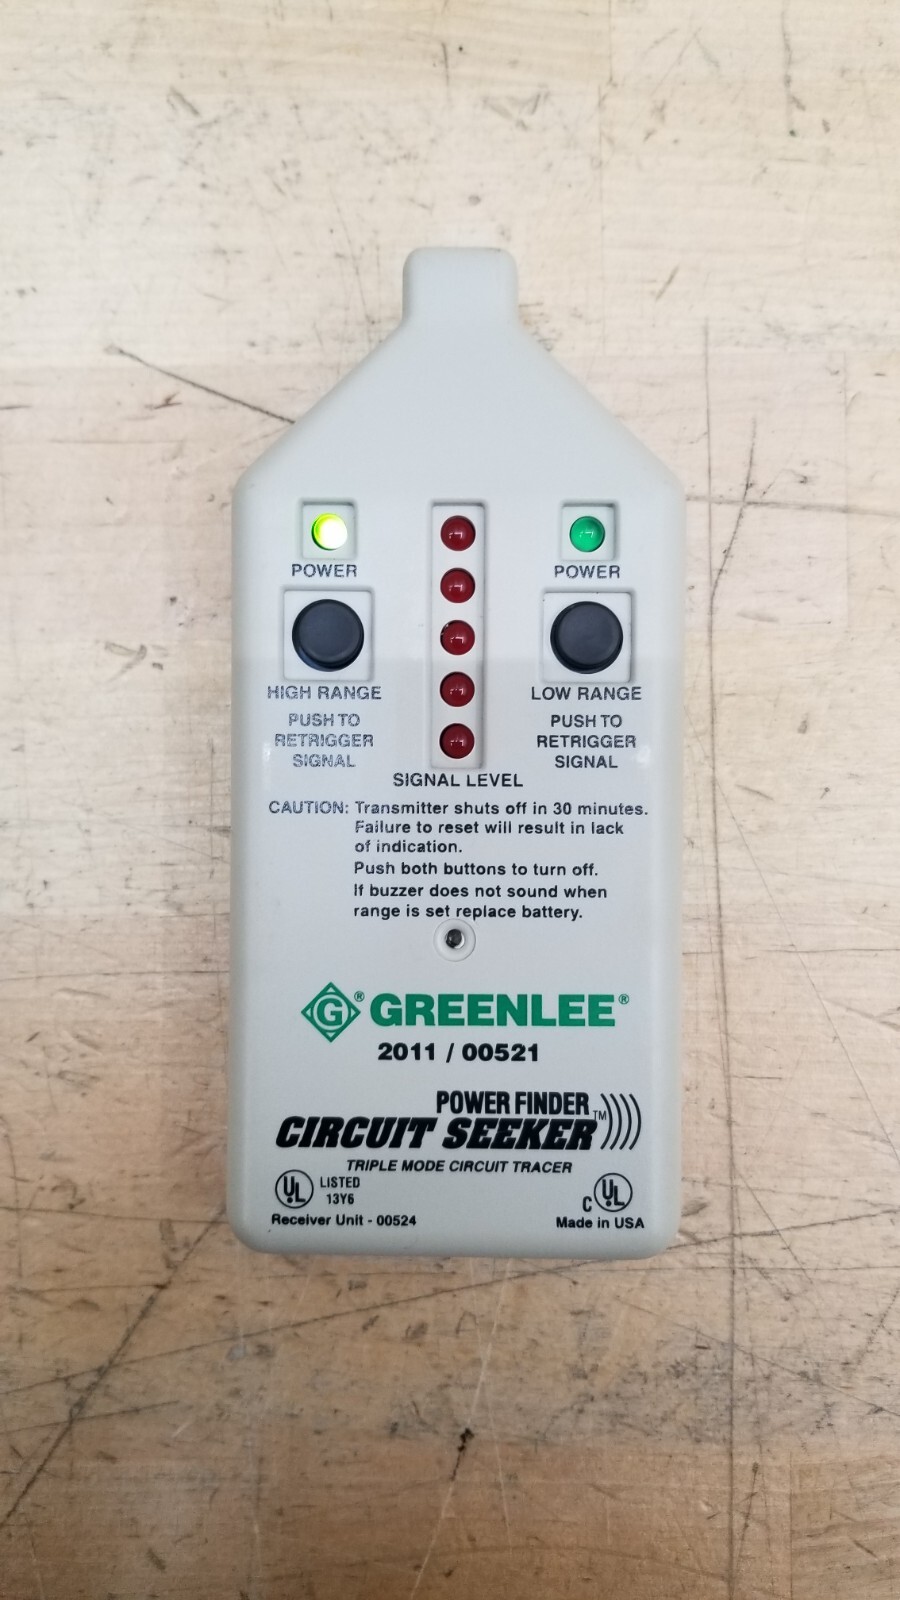 POWER
POWER
HIGH RANGE
LOW RANGE
PUSH TO
RETRIGGER
SIGNAL
PUSH TO
RETRIGGER
SIGNAL
SIGNAL LEVEL
CAUTION: Transmitter shuts off in 30 minutes.
Failure to reset will result in lack
of indication.
Push both buttons to turn off.
If buzzer does not sound when
range is set replace battery.
G® GREENLEE®
2011 / 00521
POWER FINDER
CIRCUIT SEEKER™
TRIPLE MODE CIRCUIT TRACER
UL LISTED
13Y6
C UL
Receiver Unit - 00524
Made in USA